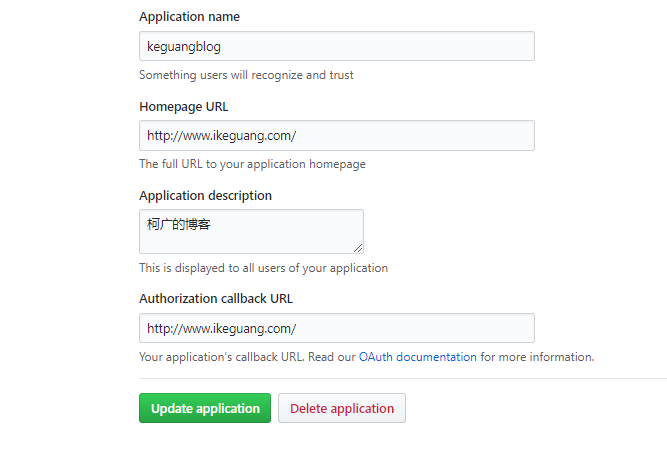 Application name
keguangblog
Something users will recognize and trust
Homepage URL
http://www.ikeguang.com/
The full URL to your application homepage
Application description
柯广的博客
This is displayed to all users of your application
Authorization callback URL
http://www.ikeguang.com/
Your application's callback URL. Read our OAuth documentation for more information.
Update application Delete application